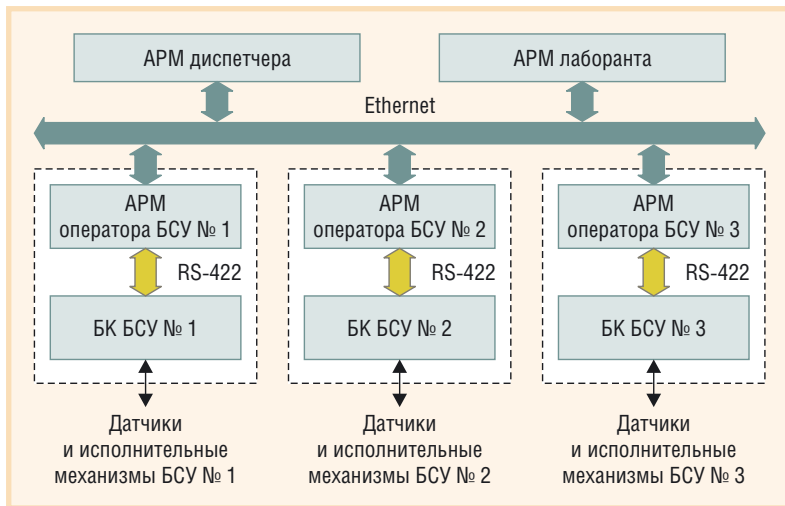 АРМ диспетчера
АРМ лаборанта
Ethernet
АРМ
оператора БСУ № 1
АРМ
оператора БСУ № 2
АРМ
оператора БСУ № 3
RS-422
RS-422
RS-422
БК БСУ № 1
БК БСУ № 2
БК БСУ № 3
Датчики
и исполнительные
механизмы БСУ № 1
Датчики
и исполнительные
механизмы БСУ № 2
Датчики
и исполнительные
механизмы БСУ № 3